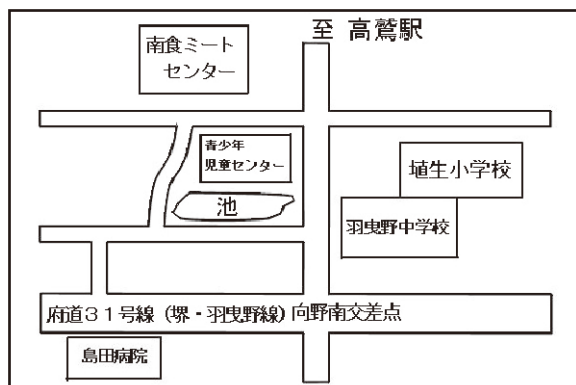 至 高鷲駅
南食ミート
センター
青少年
児童センター
埴生小学校
池
羽曳野中学校
府道31号線（堺・羽曳野線）向野南交差点
島田病院